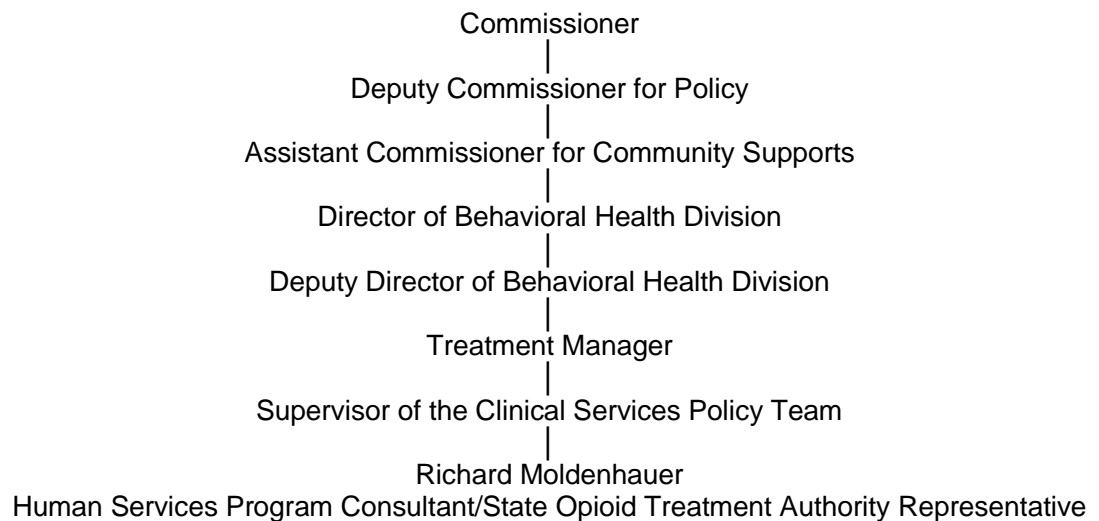 Commissioner
Deputy Commissioner for Policy
Assistant Commissioner for Community Supports
Director of Behavioral Health Division
Deputy Director of Behavioral Health Division
Treatment Manager
Supervisor of the Clinical Services Policy Team
Richard Moldenhauer
Human Services Program Consultant/State Opioid Treatment Authority Representative